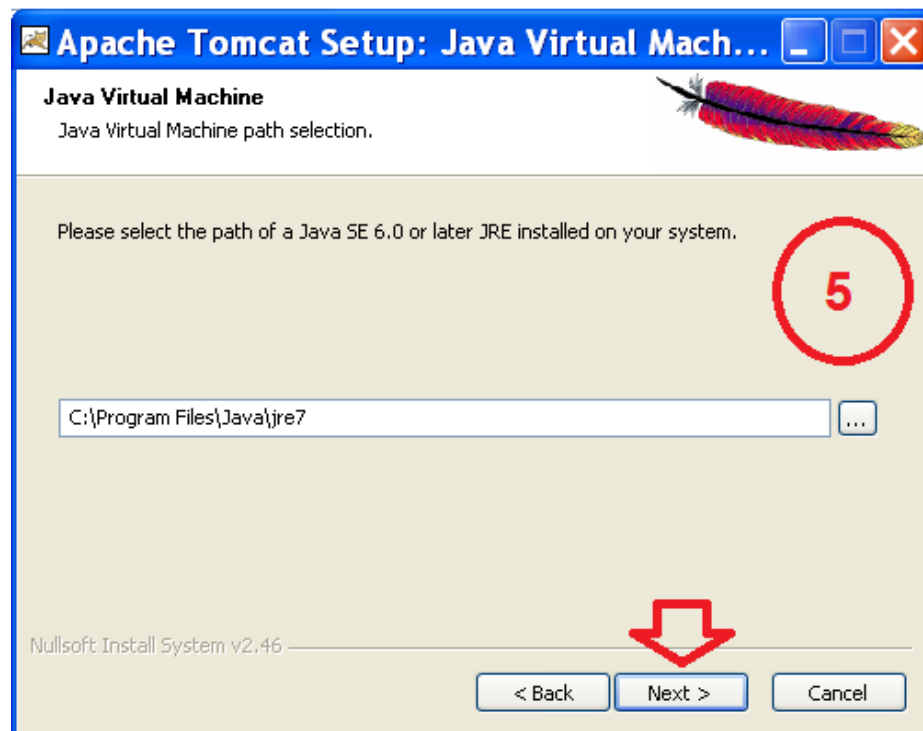 Apache Tomcat Setup: Java Virtual Mach...
Java Virtual Machine
Java Virtual Machine path selection.
Please select the path of a Java SE 6.0 or later JRE installed on your system.
5
C:\Program Files\Java\jre7
...
Nullsoft Install System v2.46
< Back Next > Cancel